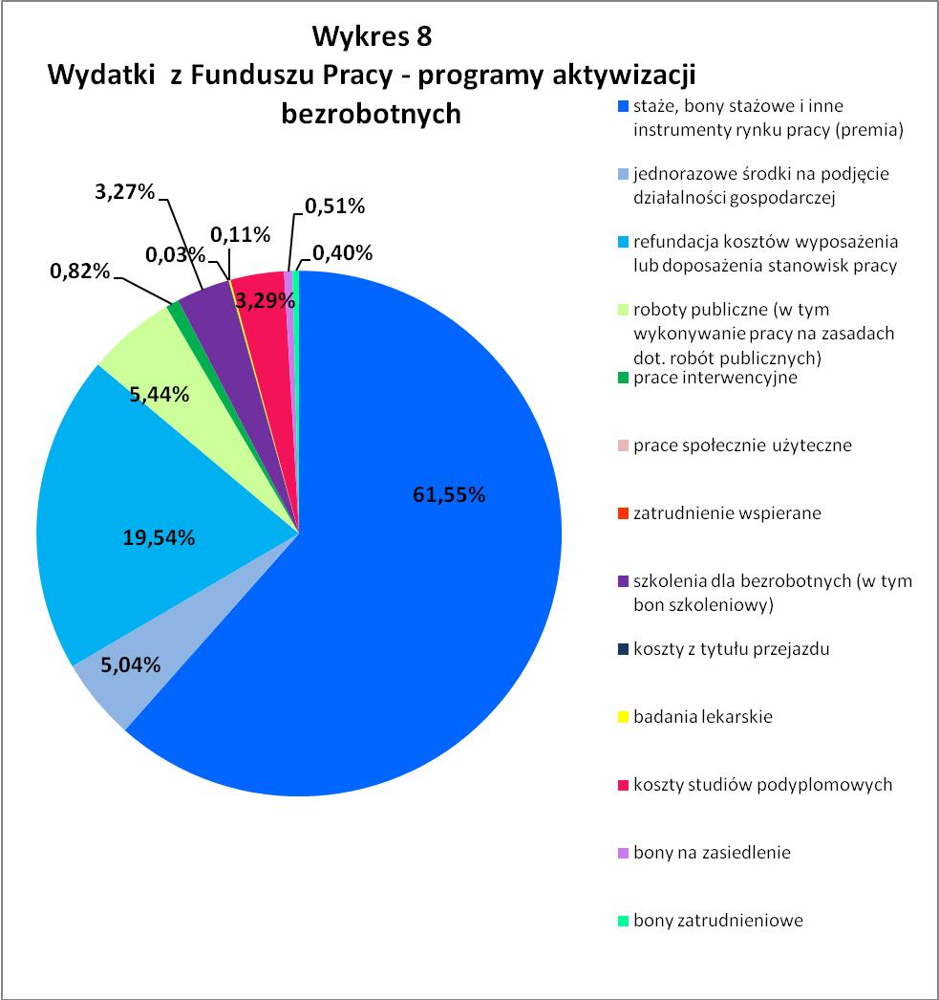 Wykres 8
Wydatki z Funduszu Pracy - programy aktywizacji
bezrobotnych
staże, bony stażowe i inne
instrumenty rynku pracy (premia)
jednorazowe środki na podjęcie
działalności gospodarczej
refundacja kosztów wyposażenia
lub doposażenia stanowisk pracy
roboty publiczne (w tym
wykonywanie pracy na zasadach
dot. robót publicznych)
prace interwencyjne
prace społecznie użyteczne
zatrudnienie wspierane
szkolenia dla bezrobotnych (w tym
bon szkoleniowy)
koszty z tytułu przejazdu
badania lekarskie
koszty studiów podyplomowych
bony na zasiedlenie
bony zatrudnieniowe
3,27%
0,51%
0,11%
0,03%
0,40%
0,82%
3,29%
5,44%
61,55%
19,54%
5,04%